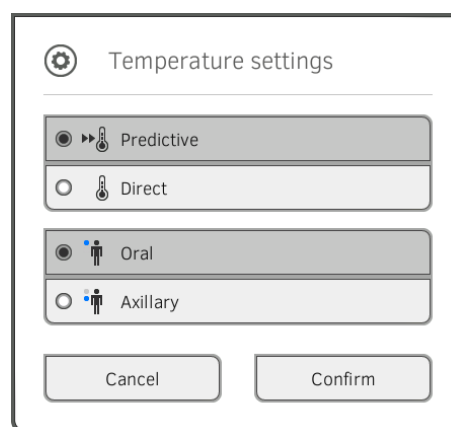 Temperature settings
Predictive
Direct
Oral
Axillary
Cancel Confirm